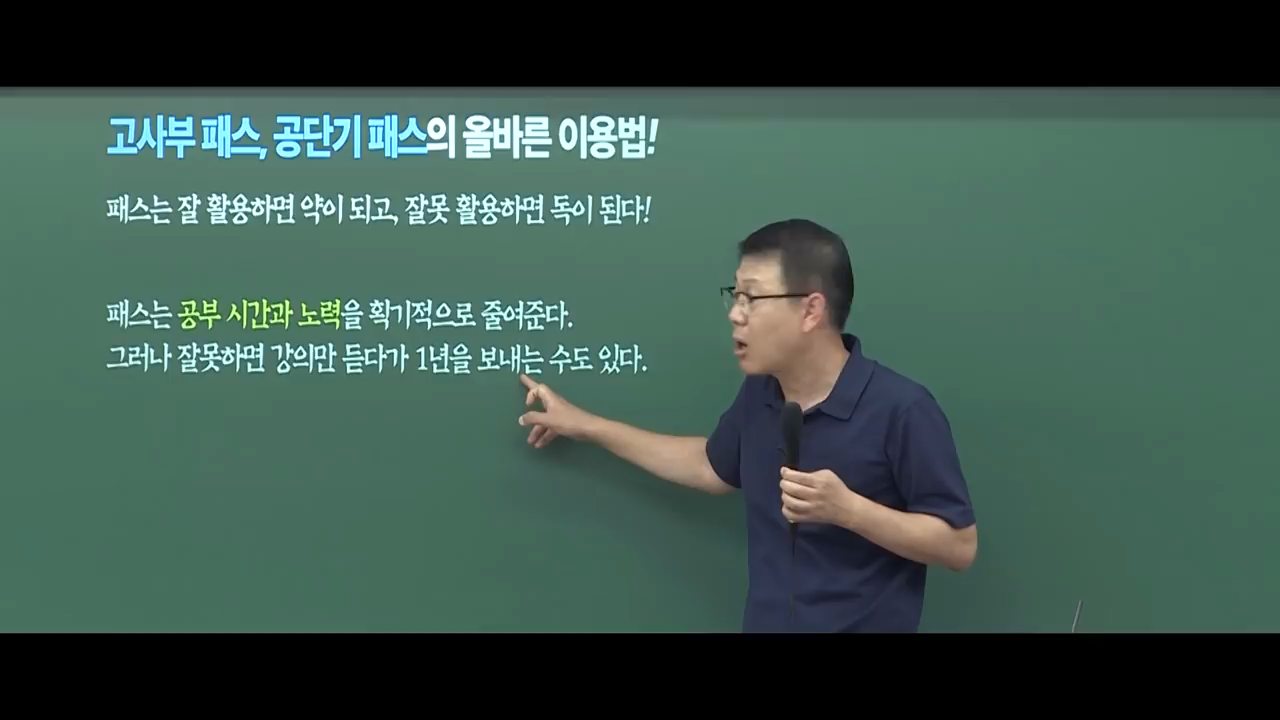 고사부 패스, 공단기 패스의 올바른 이용법!
패스는 잘 활용하면 약이 되고, 잘못 활용하면 독이 된다!
패스는 공부 시간과 노력을 획기적으로 줄여준다.
그러나 잘못하면 강의만 듣다가 1년을 보내는 수도 있다.